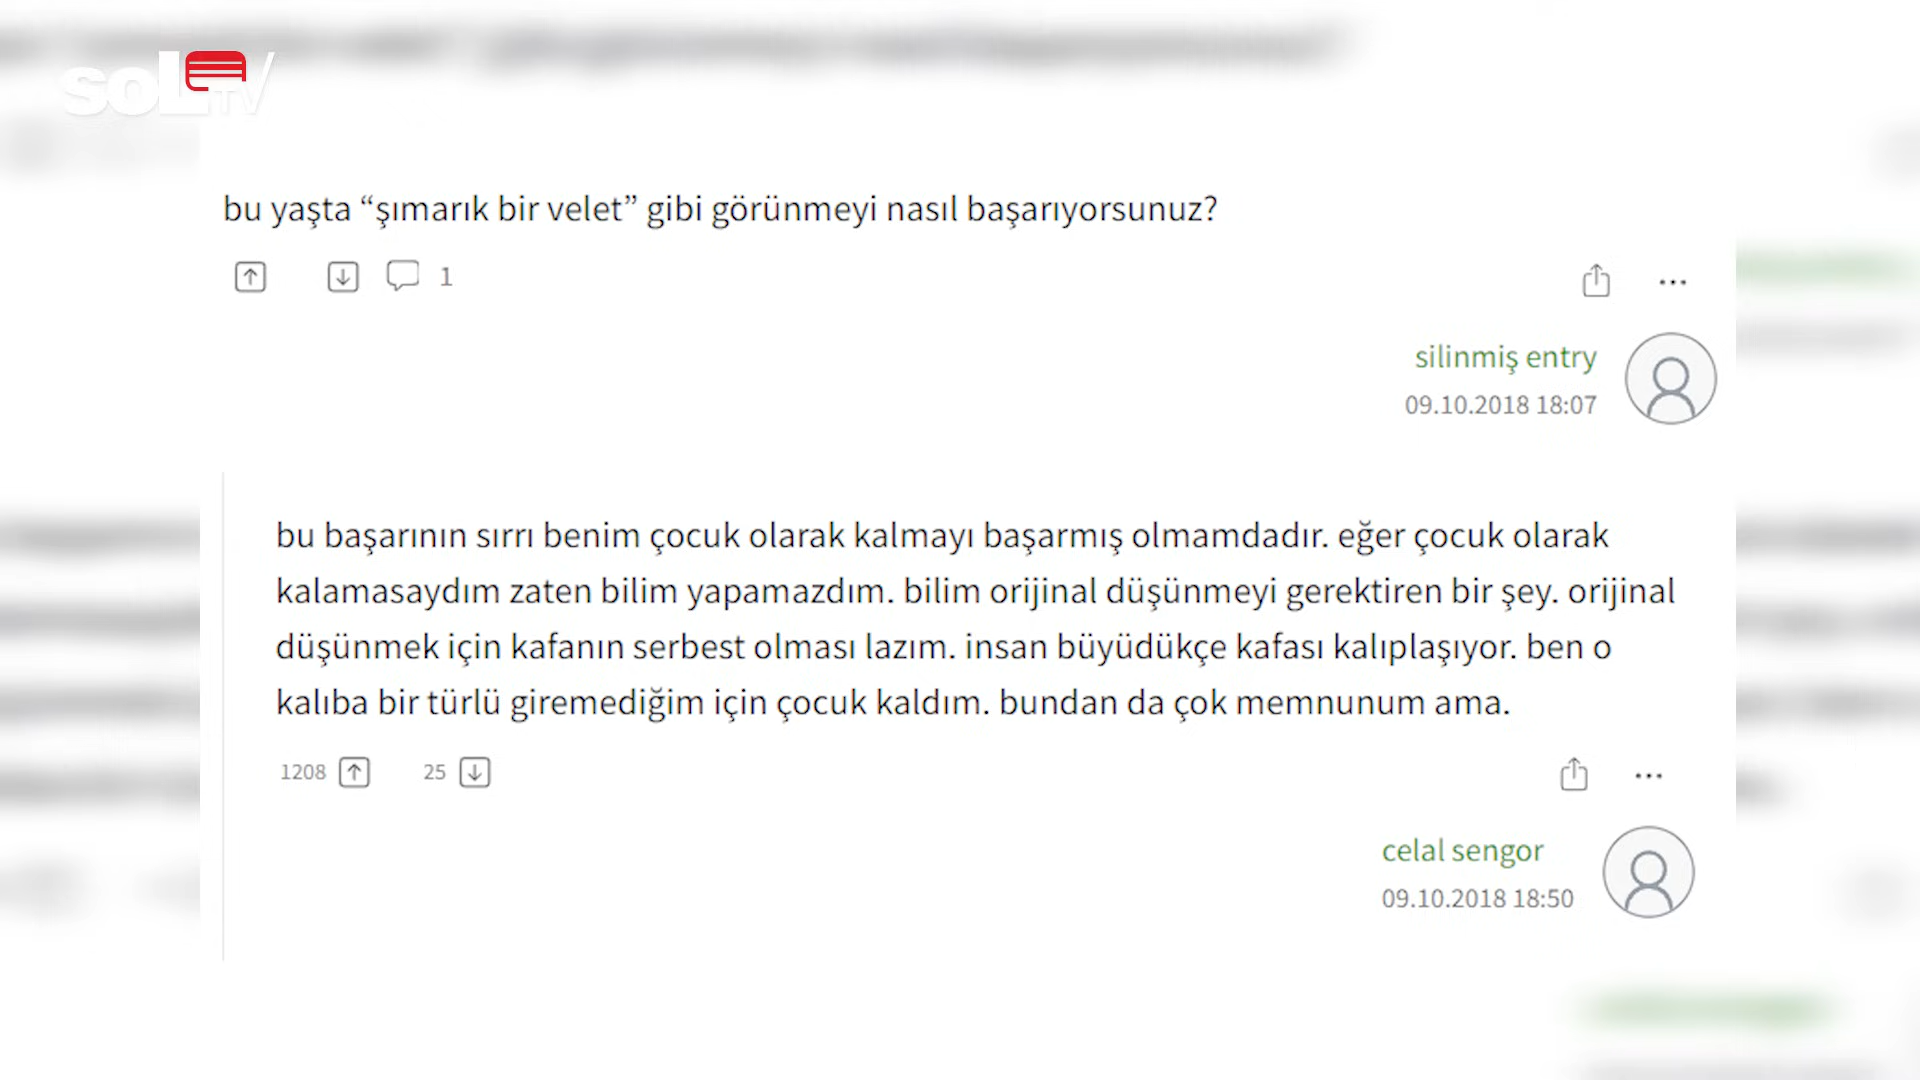 soL TV
bu yaşta “şımarık bir velet” gibi görünmeyi nasıl başarıyorsunuz?
1
silinmiş entry
09.10.2018 18:07
bu başarının sırrı benim çocuk olarak kalmayı başarmış olmamdadır. eğer çocuk olarak
kalamasaydım zaten bilim yapamazdım. bilim orijinal düşünmeyi gerektiren bir şey. orijinal
düşünmek için kafanın serbest olması lazım. insan büyüdükçe kafası kalıplaşıyor. ben o
kalıba bir türlü giremediğim için çocuk kaldım. bundan da çok memnunum ama.
1208 25
celal sengor
09.10.2018 18:50